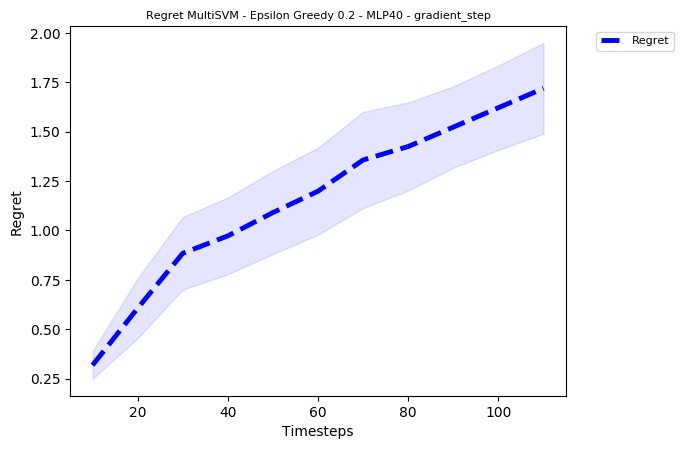 Regret MultiSVM - Epsilon Greedy 0.2 - MLP40 - gradient_step
Regret
2.00
1.75
1.50
1.25
1.00
0.75
0.50
0.25
Regret
20 40 60 80 100
Timesteps